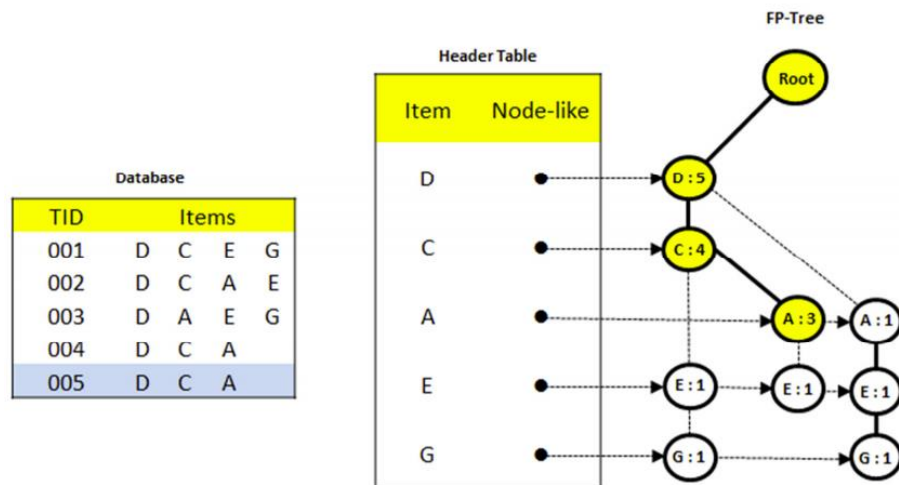 FP-Tree
Root
Header Table
Item Node-like
D
C
A
E
G
Database
TID Items
001 D C E G
002 D C A E
003 D A E G
004 D C A
005 D C A
D : 5
C : 4
A : 3 A : 1
E : 1 E : 1 E : 1
G : 1 G : 1